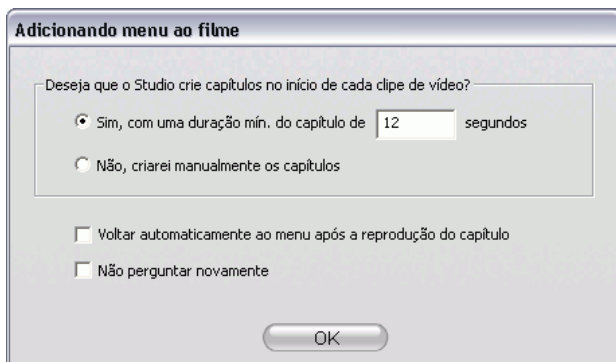 Adicionando menu ao filme
Deseja que o Studio crie capítulos no início de cada clipe de vídeo?
Sim, com uma duração mín. do capítulo de 12 segundos
Não, criarei manualmente os capítulos
Voltar automaticamente ao menu após a reprodução do capítulo
Não perguntar novamente
OK